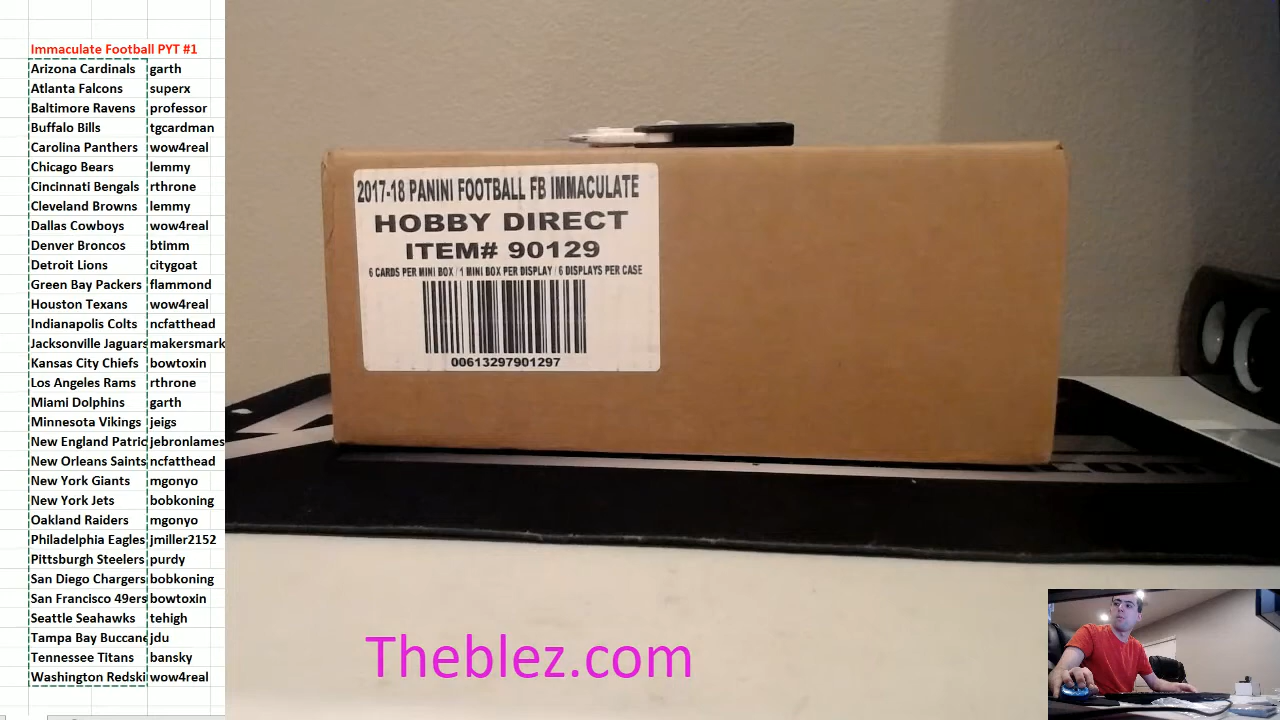 Immaculate Football PYT #1
Arizona Cardinals garth
Atlanta Falcons superx
Baltimore Ravens professor
Buffalo Bills tgcardman
Carolina Panthers wow4real
Chicago Bears lemmy
Cincinnati Bengals rthrone
Cleveland Browns lemmy
Dallas Cowboys wow4real
Denver Broncos btimm
Detroit Lions citygoat
Green Bay Packers flammond
Houston Texans wow4real
Indianapolis Colts ncfatthead
Jacksonville Jaguars makersmark
Kansas City Chiefs bowtoxin
Los Angeles Rams rthrone
Miami Dolphins garth
Minnesota Vikings jeigs
New England Patric jebronlames
New Orleans Saints ncfatthead
New York Giants mgonyo
New York Jets bobkoning
Oakland Raiders mgonyo
Philadelphia Eagles jmiller2152
Pittsburgh Steelers purdy
San Diego Chargers bobkoning
San Francisco 49ers bowtoxin
Seattle Seahawks tehigh
Tampa Bay Buccane jdu
Tennessee Titans bansky
Washington Redski wow4real
2017-18 PANINI FOOTBALL FB IMMACULATE
HOBBY DIRECT
ITEM# 90129
6 CARDS PER MINI BOX / 1 MINI BOX PER DISPLAY / 6 DISPLAYS PER CASE
00613297901297
.com
Theblez.com